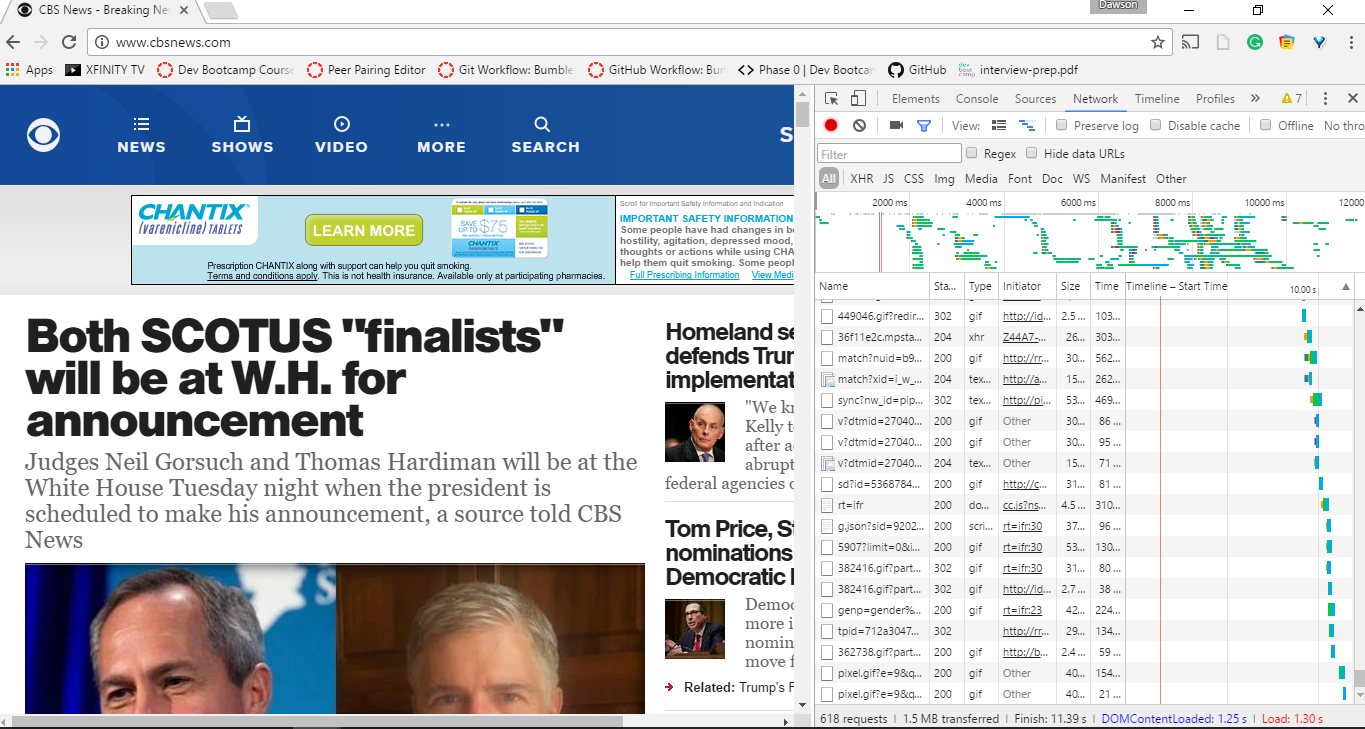 CBS News - Breaking Ne
Dawson
www.cbsnews.com
Apps XFINITY TV Dev Bootcamp Course Peer Pairing Editor Git Workflow: Bumble GitHub Workflow: Bu Phase 0 | Dev Bootcam GitHub interview-prep.pdf
NEWS SHOWS VIDEO MORE SEARCH S
CHANTIX®
(varenicline) TABLETS
LEARN MORE
SAVE UP TO $75
CHANTIX
Prescription CHANTIX along with support can help you quit smoking.
Terms and conditions apply. This is not health insurance. Available only at participating pharmacies.
Scroll for Important Safety Information and Indication
IMPORTANT SAFETY INFORMATION
Some people have had changes in be
hostility, agitation, depressed mood,
thoughts or actions while using CHA
help them quit smoking. Some peop
Full Prescribing Information View Medi
Both SCOTUS "finalists"
will be at W.H. for
announcement
Judges Neil Gorsuch and Thomas Hardiman will be at the
White House Tuesday night when the president is
scheduled to make his announcement, a source told CBS
News
Homeland se
defends Trum
implementat
"We kn
Kelly to
after a
abrupt
federal agencies o
Tom Price, St
nominations
Democratic
Democ
more i
nomin
move f
Related: Trump's F
Elements Console Sources Network Timeline Profiles » 7
View: Preserve log Disable cache Offline No thro
Filter Regex Hide data URLs
All XHR JS CSS Img Media Font Doc WS Manifest Other
2000 ms 4000 ms 6000 ms 8000 ms 10000 ms 12000
Name Sta... Type Initiator Size Time Timeline – Start Time 10.00 s
449046.gif?redir... 302 gif http://id... 2.5 ... 103...
36f11e2c.mpsta... 204 xhr Z44A7-... 26... 303...
match?nuid=b9... 200 gif http://rr... 30... 562...
match?xid=i_w_... 204 tex... http://a... 15... 262...
sync?nw_id=pip... 302 tex... http://pi... 53... 469...
v?dtmid=27040... 200 gif Other 30... 86 ...
v?dtmid=27040... 200 gif Other 30... 95 ...
v?dtmid=27040... 204 tex... Other 15... 71 ...
sd?id=5368784... 200 gif http://c... 31... 81 ...
rt=ifr 200 do... cc.js?ns... 4.5 ... 310...
g.json?sid=9202... 200 scri... rt=ifr:30 37... 96 ...
5907?limit=0&i... 200 gif rt=ifr:30 53... 130...
382416.gif?part... 200 gif rt=ifr:30 31... 80 ...
382416.gif?part... 302 gif http://id... 2.7 ... 38 ...
genp=gender%... 200 gif rt=ifr:23 42... 224...
tpid=712a3047... 302 http://rr... 29... 134...
362738.gif?part... 200 gif http://b... 2.4 ... 59 ...
pixel.gif?e=9&q... 200 gif Other 40... 154...
pixel.gif?e=9&q... 200 gif Other 40... 21 ...
618 requests | 1.5 MB transferred | Finish: 11.39 s | DOMContentLoaded: 1.25 s | Load: 1.30 s